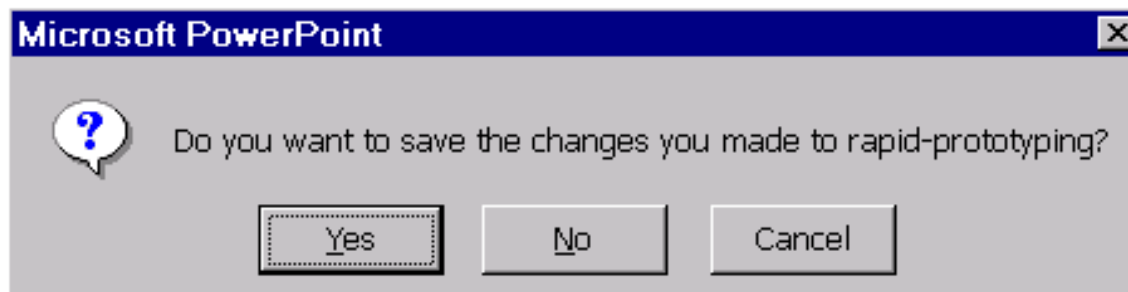 Microsoft PowerPoint
?
Do you want to save the changes you made to rapid-prototyping?
Yes No Cancel